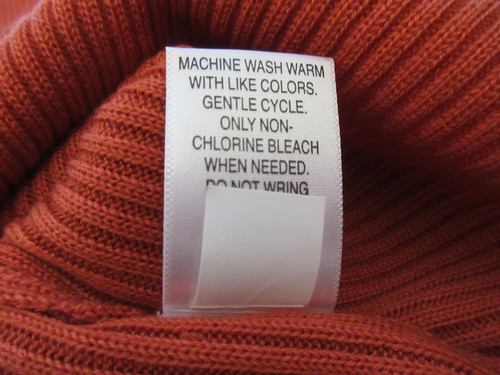 MACHINE WASH WARM
WITH LIKE COLORS.
GENTLE CYCLE.
ONLY NON-
CHLORINE BLEACH
WHEN NEEDED.
DO NOT WRING